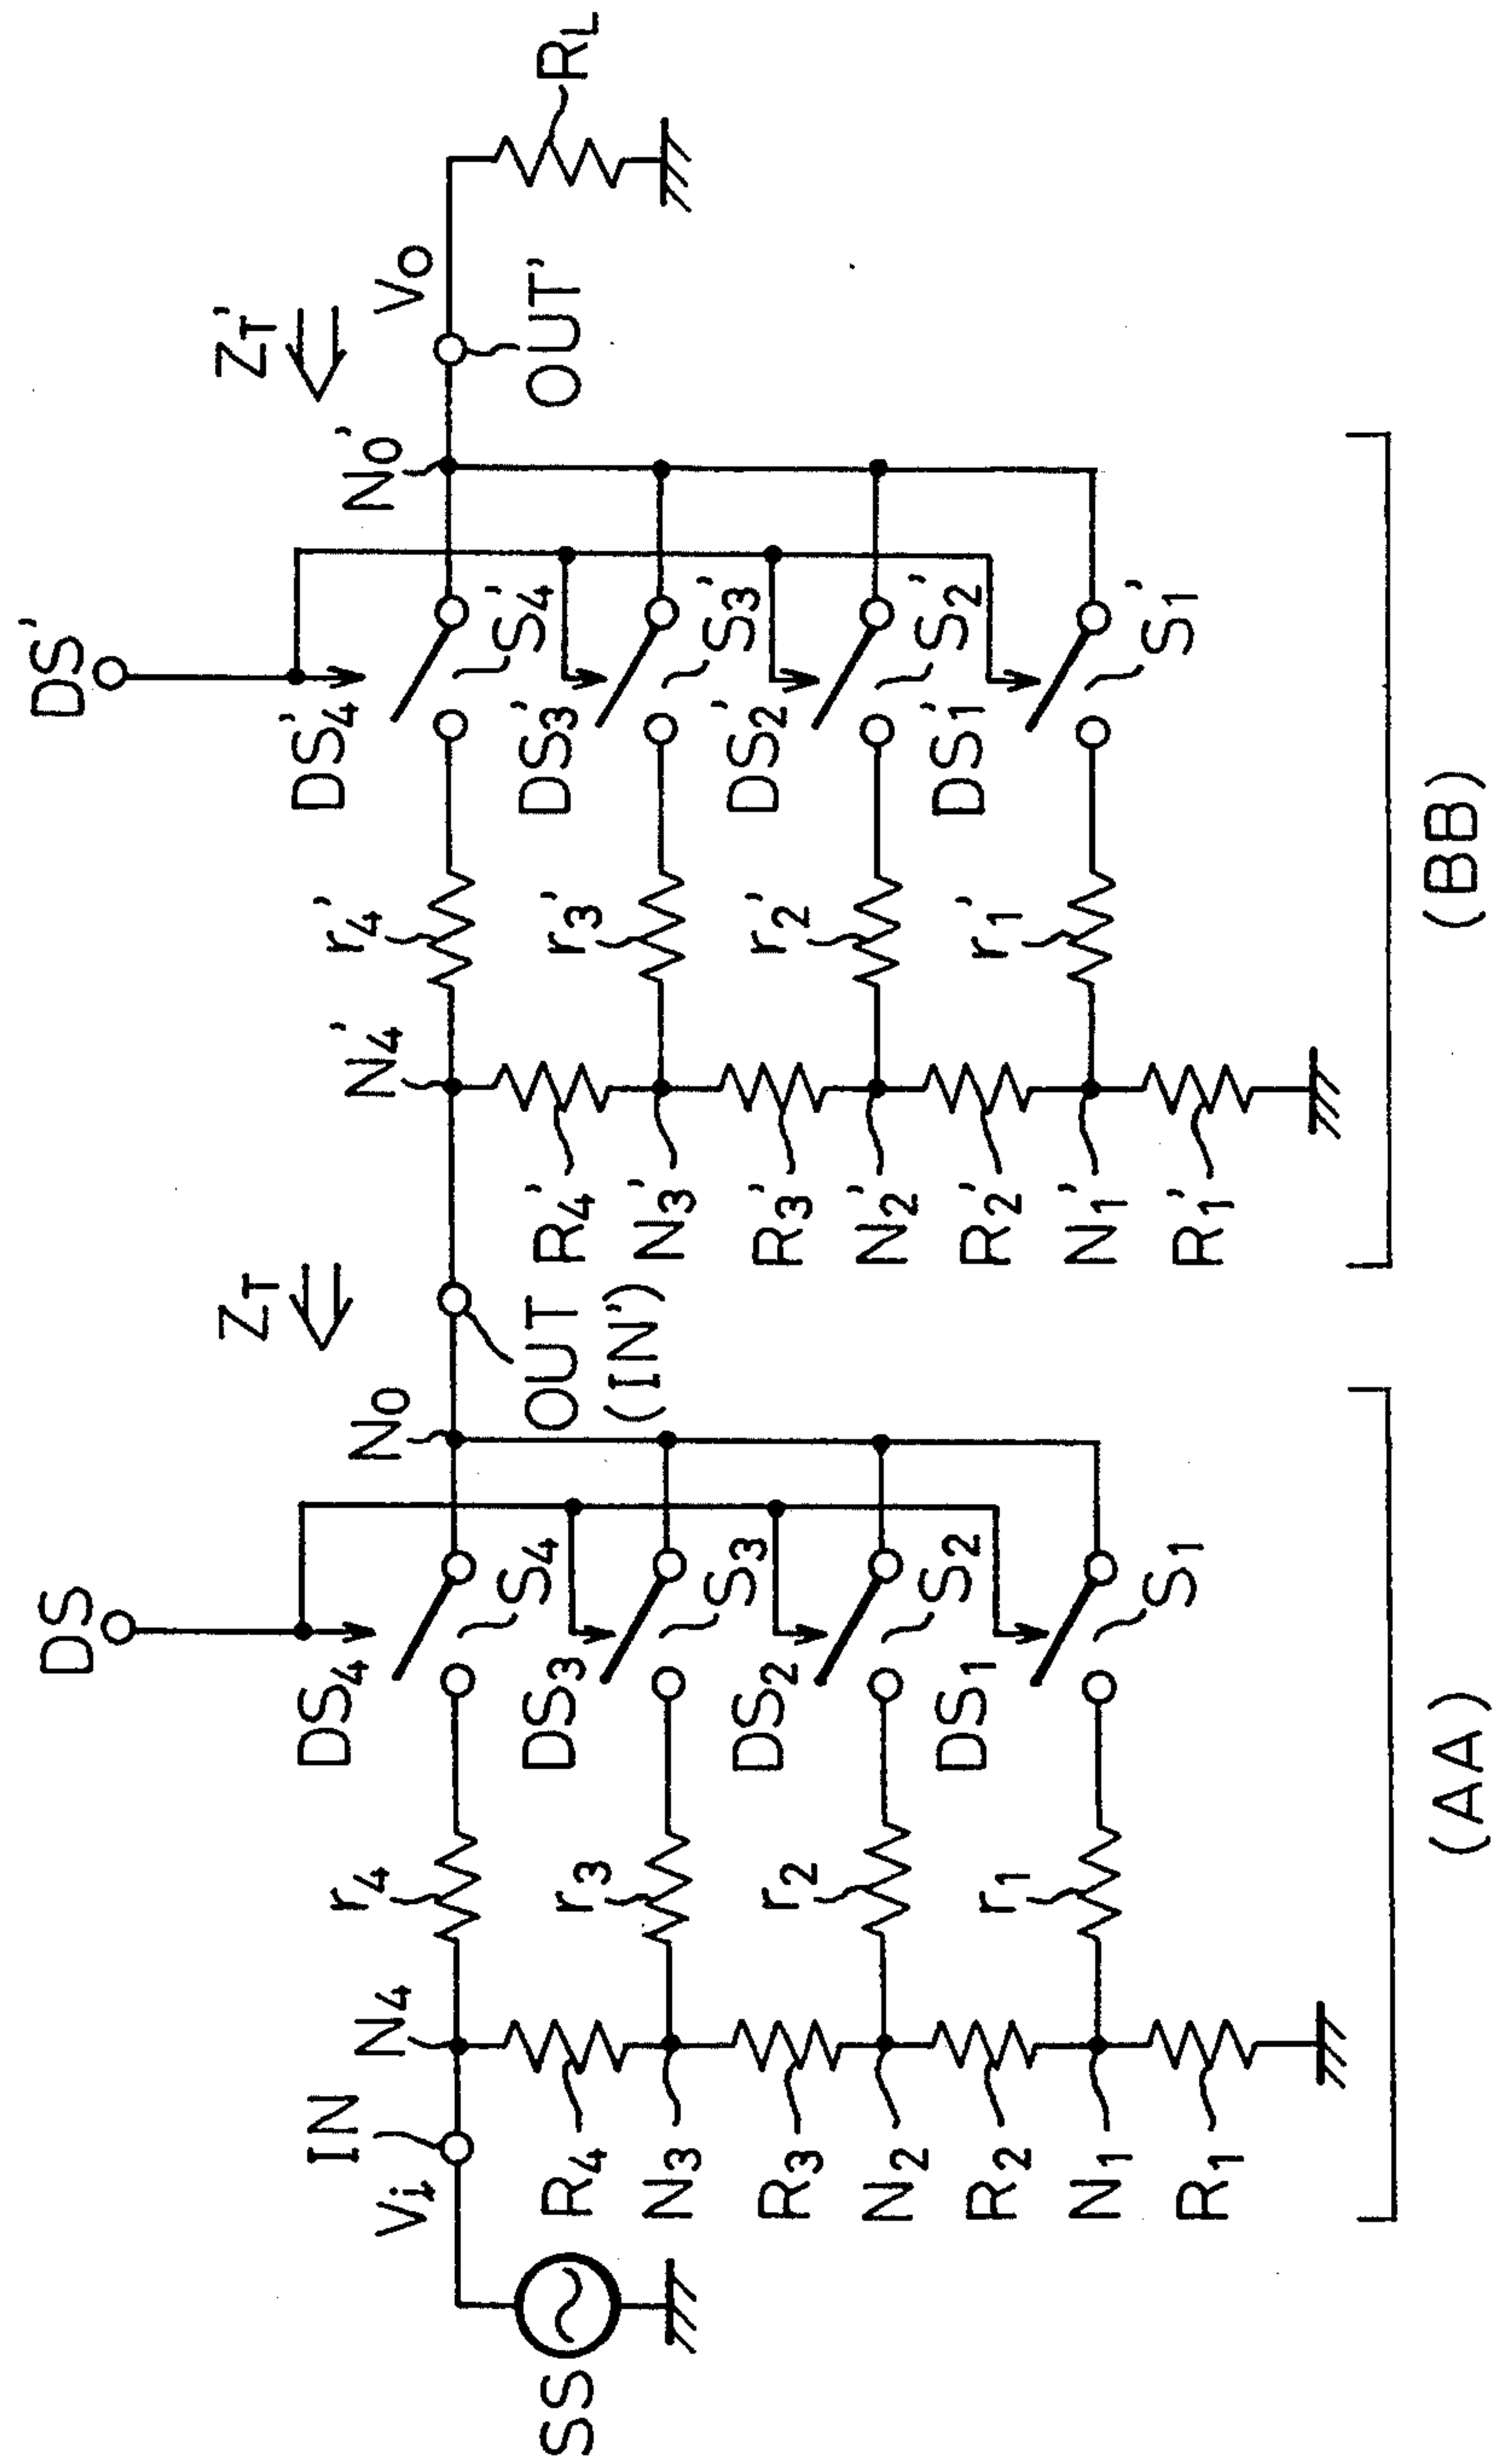 DS
DS'
ZT
ZT'
IN
N4
r4
DS4
N0
N4'
r4'
DS4'
N0'
Vi
VO
SS
R4
S4
OUT
(IN')
R4'
S4'
OUT'
RL
N3
r3
DS3
N3'
r3'
DS3'
R3
S3
R3'
S3'
N2
r2
DS2
N2'
r2'
DS2'
R2
S2
R2'
S2'
N1
r1
DS1
N1'
r1'
DS1'
R1
S1
R1'
S1'
(AA)
(BB)